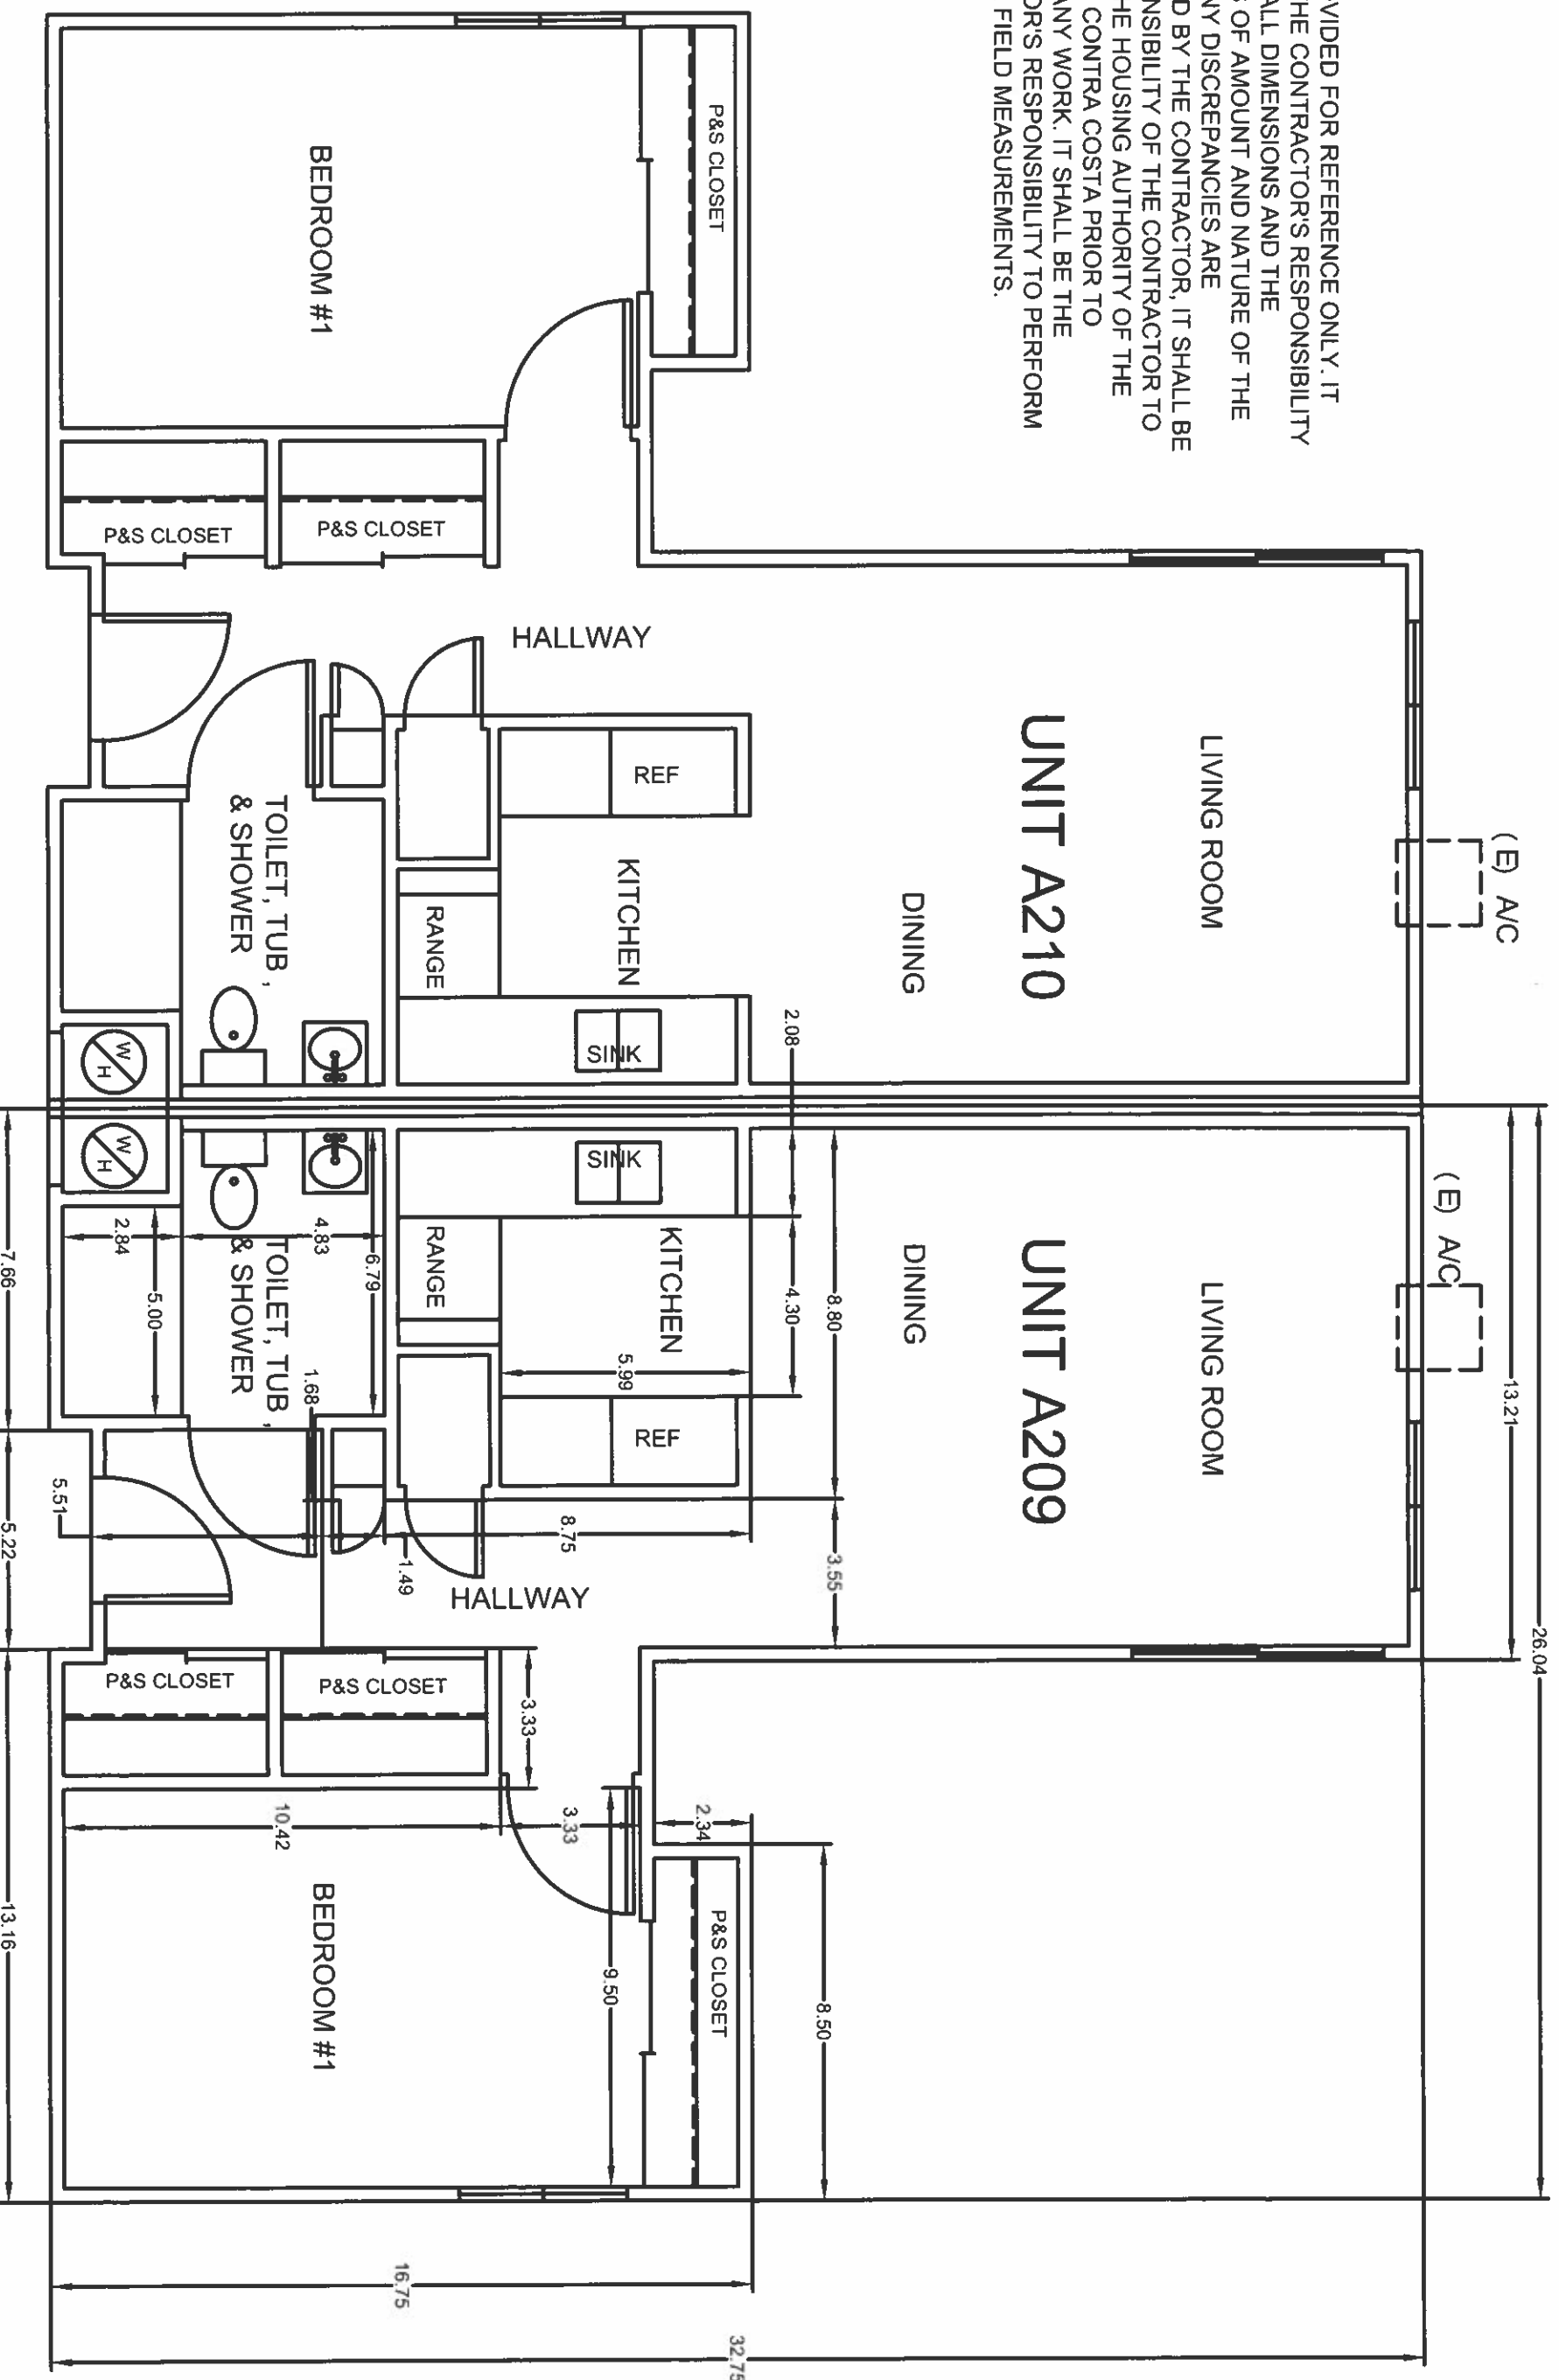 VIDED FOR REFERENCE ONLY. IT
HE CONTRACTOR'S RESPONSIBILITY
ALL DIMENSIONS AND THE
S OF AMOUNT AND NATURE OF THE
NY DISCREPANCIES ARE
D BY THE CONTRACTOR, IT SHALL BE
NSIBILITY OF THE CONTRACTOR TO
HE HOUSING AUTHORITY OF THE
CONTRA COSTA PRIOR TO
ANY WORK. IT SHALL BE THE
OR'S RESPONSIBILITY TO PERFORM
FIELD MEASUREMENTS.
P&S CLOSET
BEDROOM #1
P&S CLOSET
P&S CLOSET
HALLWAY
(E) A/C
LIVING ROOM
UNIT A210
DINING
REF
KITCHEN
RANGE
SINK
TOILET, TUB,
& SHOWER
W
H
2.08
26.04
13.21
(E) A/C
LIVING ROOM
UNIT A209
DINING
8.80
3.55
4.30
SINK
KITCHEN
5.99
REF
RANGE
8.75
6.79
4.83
TOILET, TUB,
& SHOWER
1.68
1.49
2.84
5.00
W
H
HALLWAY
5.51
7.66
5.22
13.16
P&S CLOSET
P&S CLOSET
3.33
3.33
2.34
10.42
9.50
8.50
P&S CLOSET
BEDROOM #1
16.75
32.75